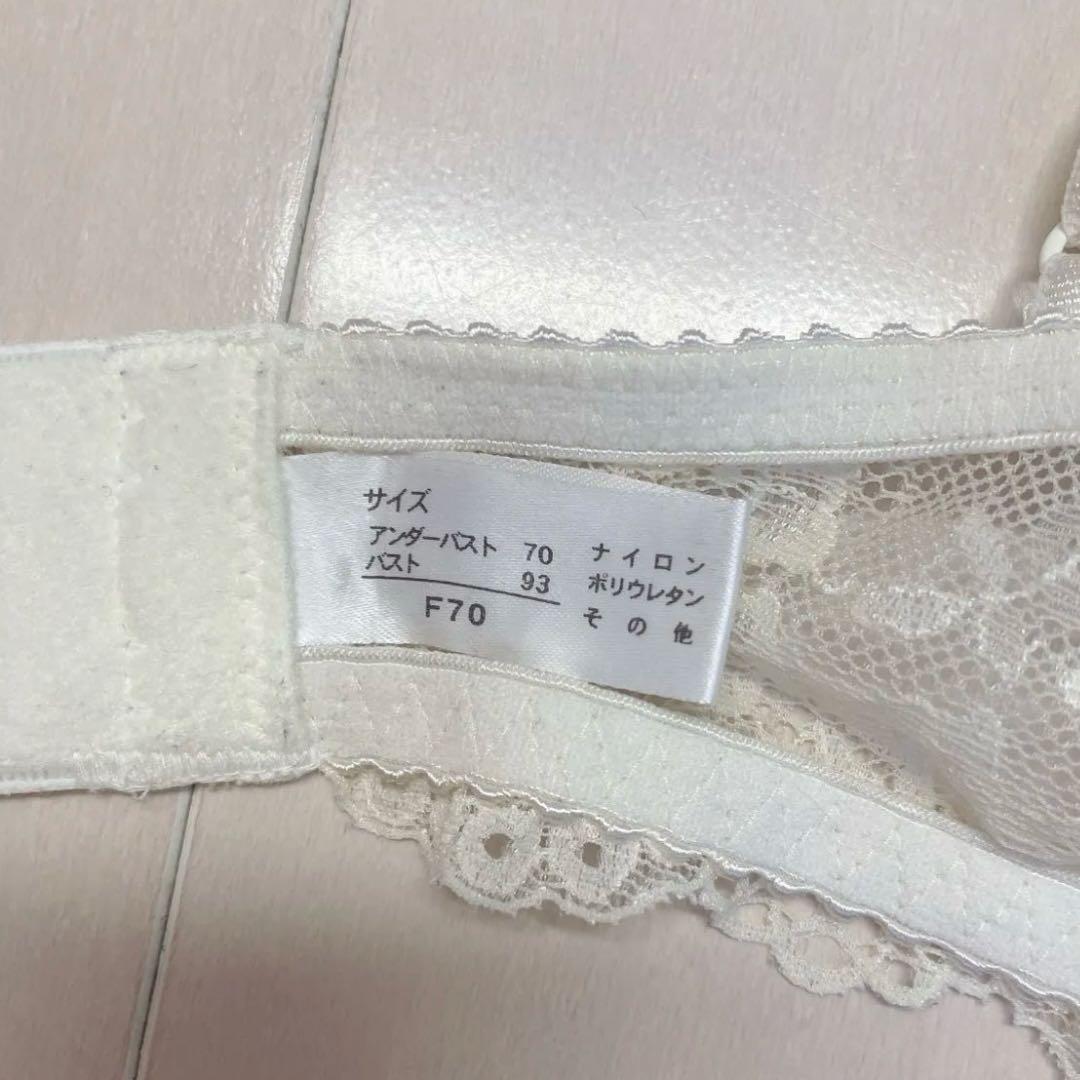 サイズ
アンダーバスト 70
バスト 93
F70
ナイロン
ポリウレタン
その他